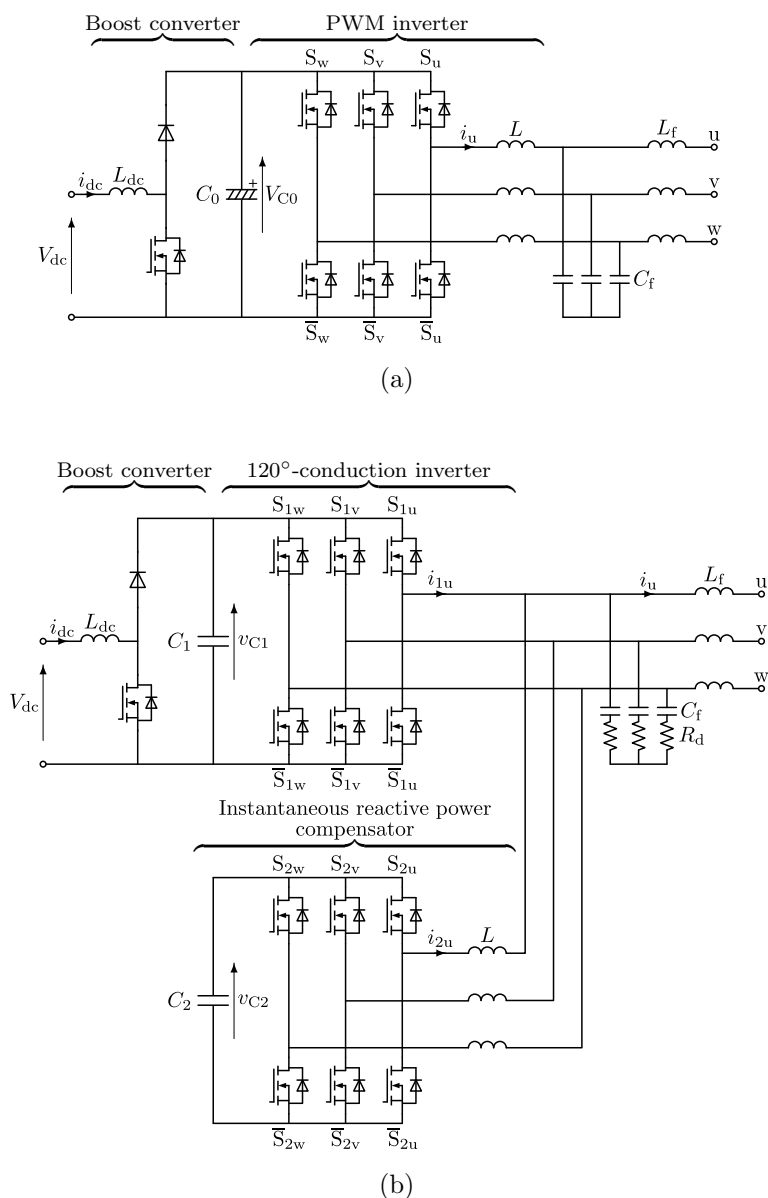 Boost converter PWM inverter
S_w S_v S_u
i_u L L_f u
i_dc L_dc C_0 + V_C0 v
V_dc w
C_f
S̅_w S̅_v S̅_u
(a)
Boost converter 120°-conduction inverter
S_1w S_1v S_1u
i_1u i_u L_f u
i_dc L_dc C_1 v_C1 v
V_dc w
C_f
R_d
S̅_1w S̅_1v S̅_1u
Instantaneous reactive power
compensator
S_2w S_2v S_2u
i_2u L
C_2 v_C2
S̅_2w S̅_2v S̅_2u
(b)